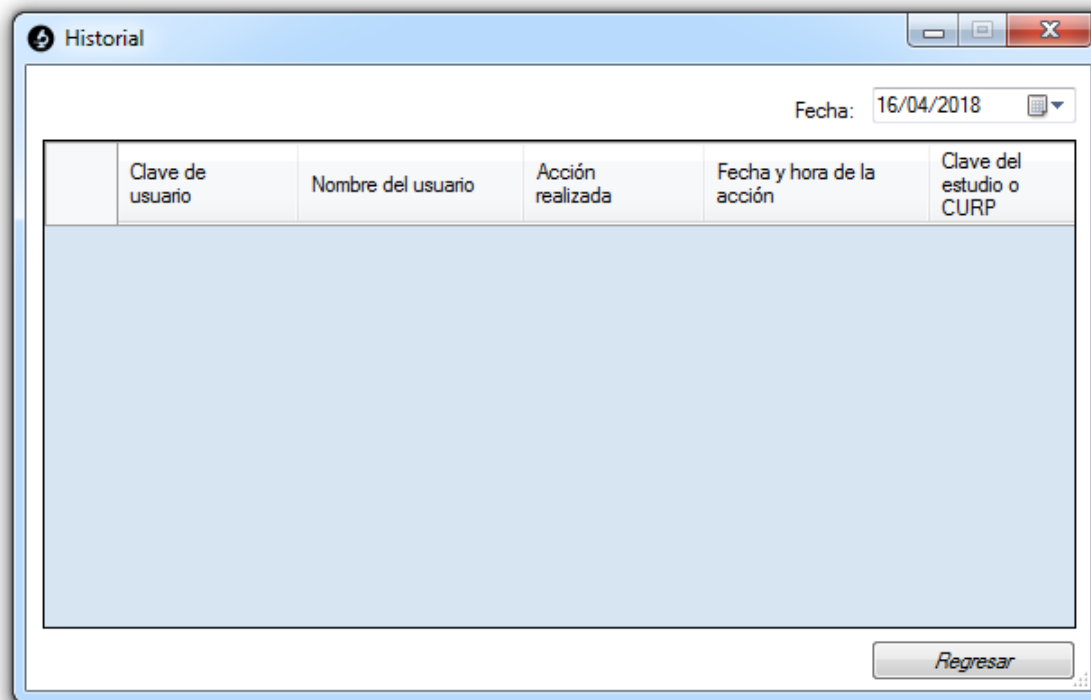 Historial
Fecha: 16/04/2018
Clave de
usuario
Nombre del usuario
Acción
realizada
Fecha y hora de la
acción
Clave del
estudio o
CURP
Regresar